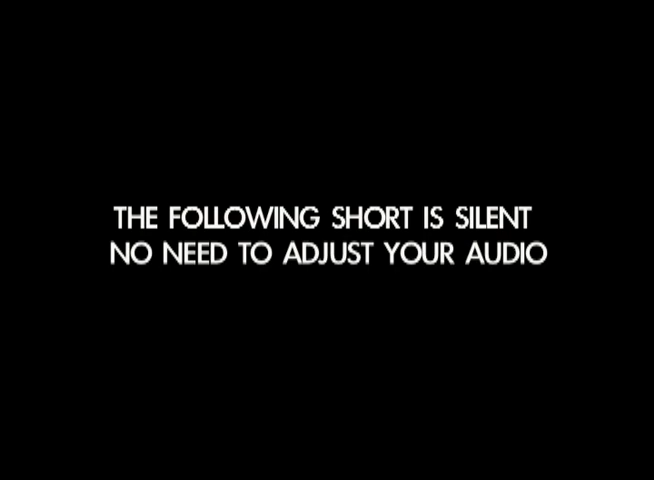 THE FOLLOWING SHORT IS SILENT
NO NEED TO ADJUST YOUR AUDIO